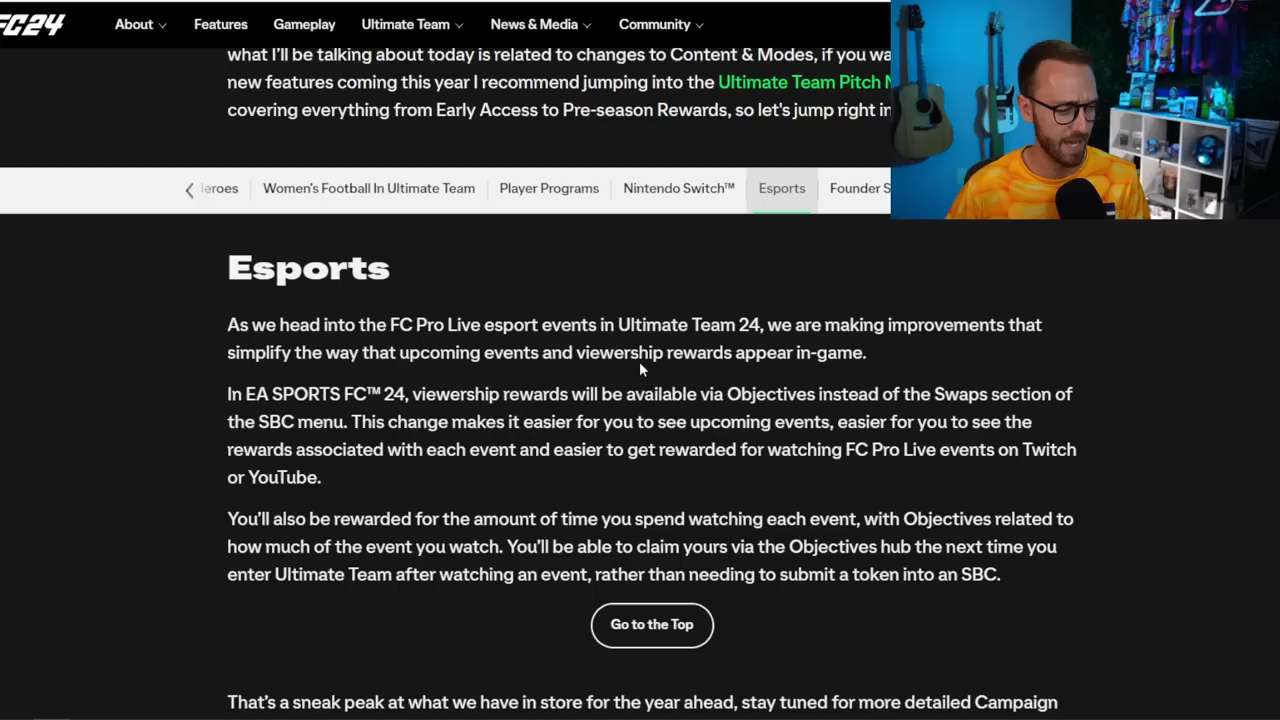 FC24 About Features Gameplay Ultimate Team News & Media Community
what I'll be talking about today is related to changes to Content & Modes, if you wa
new features coming this year I recommend jumping into the Ultimate Team Pitch N
covering everything from Early Access to Pre-season Rewards, so let's jump right in
eroes Women's Football In Ultimate Team Player Programs Nintendo Switch™ Esports Founder S
Esports
As we head into the FC Pro Live esport events in Ultimate Team 24, we are making improvements that
simplify the way that upcoming events and viewership rewards appear in-game.
In EA SPORTS FC™ 24, viewership rewards will be available via Objectives instead of the Swaps section of
the SBC menu. This change makes it easier for you to see upcoming events, easier for you to see the
rewards associated with each event and easier to get rewarded for watching FC Pro Live events on Twitch
or YouTube.
You'll also be rewarded for the amount of time you spend watching each event, with Objectives related to
how much of the event you watch. You'll be able to claim yours via the Objectives hub the next time you
enter Ultimate Team after watching an event, rather than needing to submit a token into an SBC.
Go to the Top
That's a sneak peak at what we have in store for the year ahead, stay tuned for more detailed Campaign